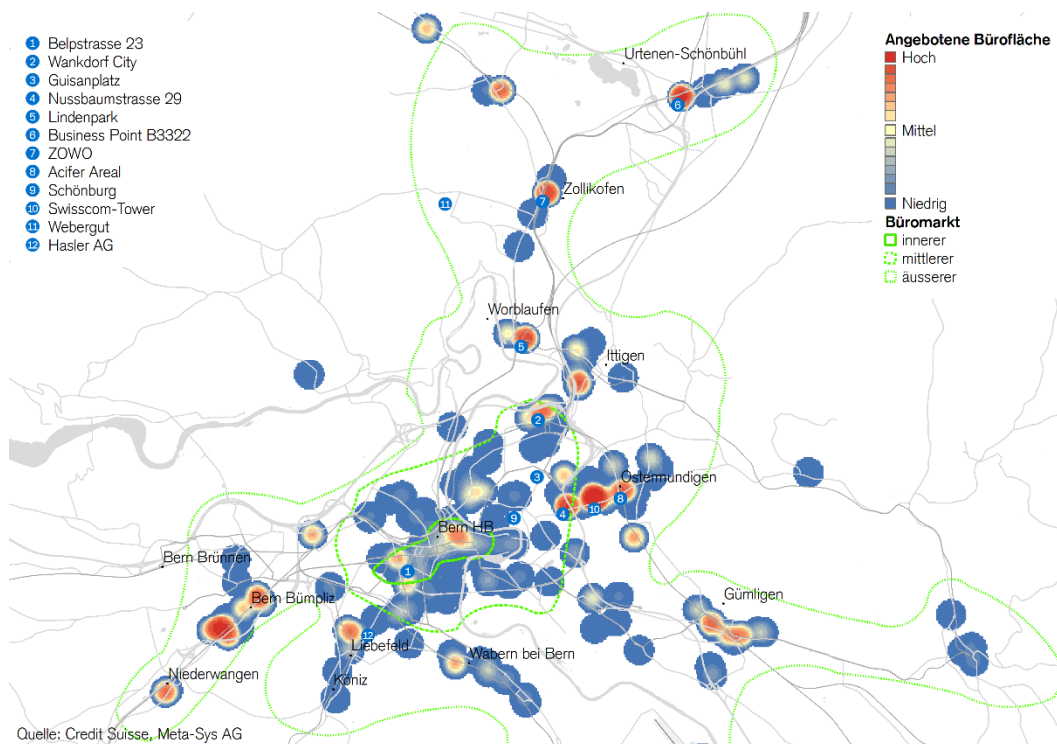 1 Belpstrasse 23
2 Wankdorf City
3 Guisanplatz
4 Nussbaumstrasse 29
5 Lindenpark
6 Business Point B3322
7 ZOWO
8 Acifer Areal
9 Schönburg
10 Swisscom-Tower
11 Webergut
12 Hasler AG
Angebotene Bürofläche
Hoch
Mittel
Niedrig
Büromarkt
innerer
mittlerer
äusserer
Urtenen-Schönbühl
6
Zollikofen
7
11
Worblaufen
5
Ittigen
2
3
Ostermundigen
8
10
4
9
Bern HB
Bern Brünnen
1
Bern Bümpliz
Gümligen
12
Liebefeld
Wabern bei Bern
Niederwangen
Köniz
Quelle: Credit Suisse, Meta-Sys AG